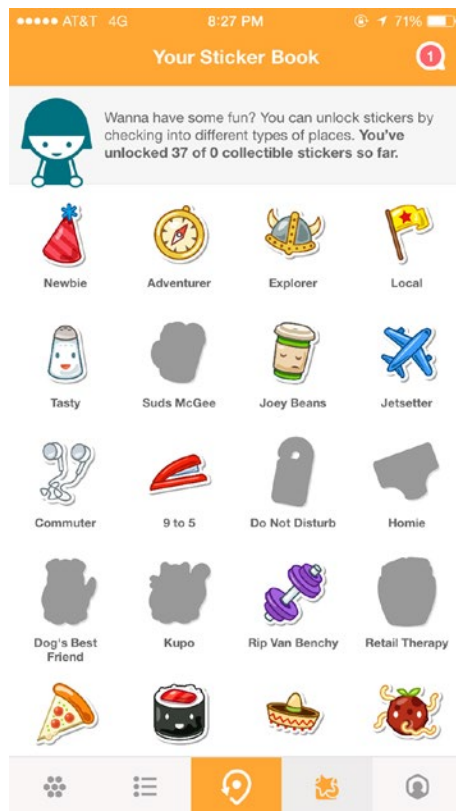 AT&T 4G 8:27 PM 71%
Your Sticker Book 1
Wanna have some fun? You can unlock stickers by
checking into different types of places. You've
unlocked 37 of 0 collectible stickers so far.
Newbie Adventurer Explorer Local
Tasty Suds McGee Joey Beans Jetsetter
Commuter 9 to 5 Do Not Disturb Homie
Dog's Best Kupo Rip Van Benchy Retail Therapy
Friend